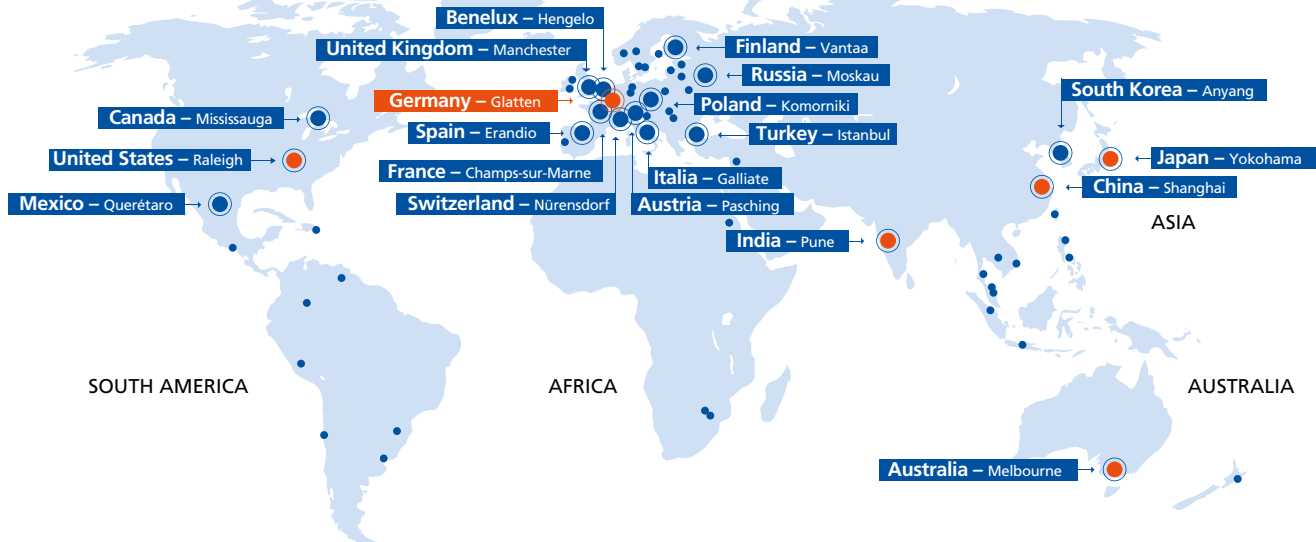 Benelux – Hengelo
United Kingdom – Manchester
Finland – Vantaa
Russia – Moskau
South Korea – Anyang
Germany – Glatten
Poland – Komorniki
Canada – Mississauga
Spain – Erandio
Turkey – Istanbul
United States – Raleigh
Japan – Yokohama
France – Champs-sur-Marne
Italia – Galliate
China – Shanghai
Mexico – Querétaro
Switzerland – Nürensdorf
Austria – Pasching
ASIA
India – Pune
SOUTH AMERICA
AFRICA
AUSTRALIA
Australia – Melbourne